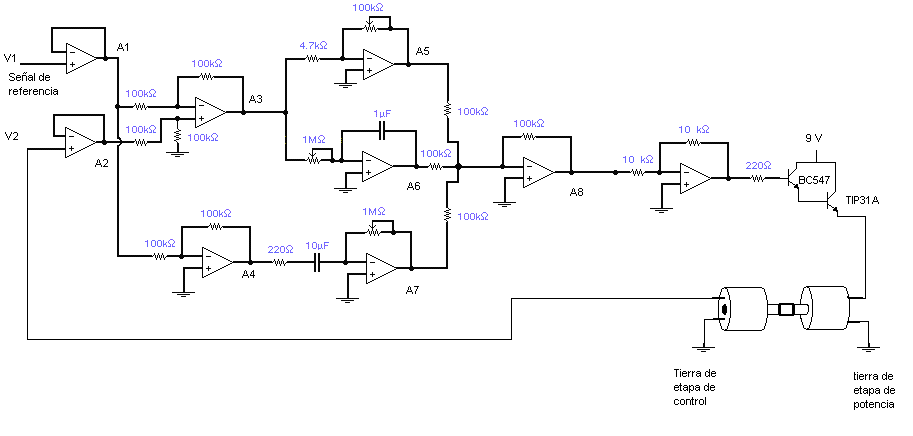 100kΩ
A1
4.7kΩ
A5
V1
Señal de
referencia
100kΩ
A3
100kΩ
100kΩ
1µF
100kΩ
100kΩ
10 kΩ
9 V
V2
100kΩ
1MΩ
100kΩ
10 kΩ
220Ω
BC547
A2
A6
A8
TIP31A
100kΩ
100kΩ
100kΩ
10µF
1MΩ
220Ω
A4
A7
Tierra de
etapa de
control
tierra de
etapa de
potencia